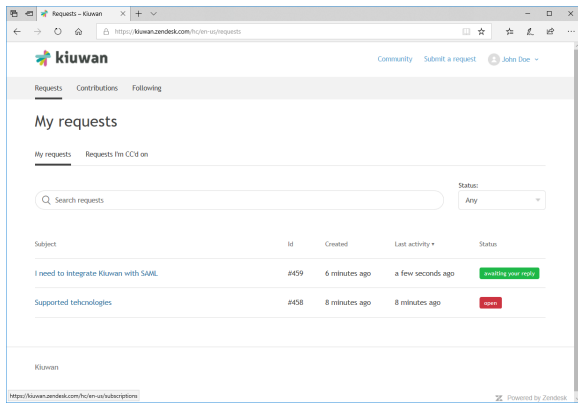 Requests – Kiuwan
https://kiuwan.zendesk.com/hc/en-us/requests
kiuwan
Community Submit a request John Doe
Requests Contributions Following
My requests
My requests Requests I'm CC'd on
Status:
Search requests Any
Subject Id Created Last activity Status
I need to integrate Kiuwan with SAML #459 6 minutes ago a few seconds ago awaiting your reply
Supported tehcnologies #458 8 minutes ago 8 minutes ago open
Kiuwan
https://kiuwan.zendesk.com/hc/en-us/subscriptions
Powered by Zendesk